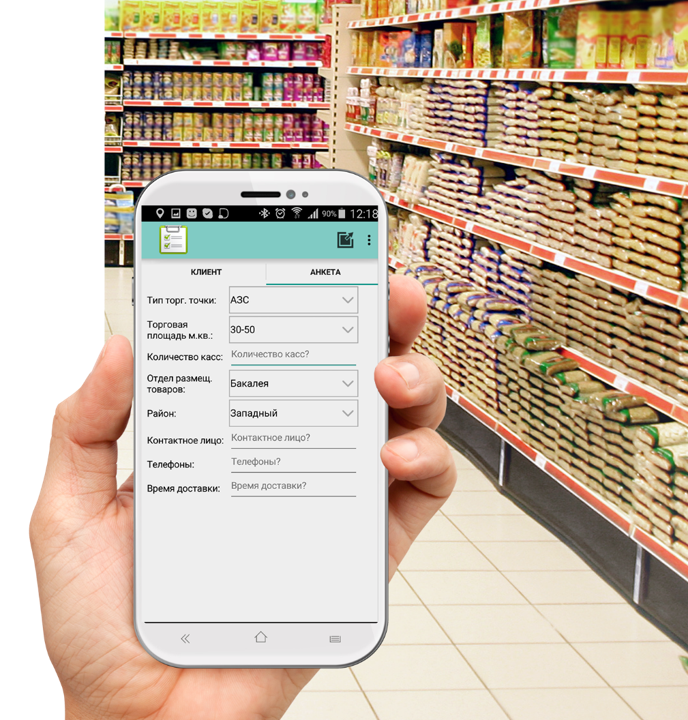 90% 12:18
КЛИЕНТ АНКЕТА
Тип торг. точки: АЗС
Торговая
площадь м.кв.: 30-50
Количество касс: Количество касс?
Отдел размещ.
товаров: Бакалея
Район: Западный
Контактное лицо: Контактное лицо?
Телефоны: Телефоны?
Время доставки: Время доставки?